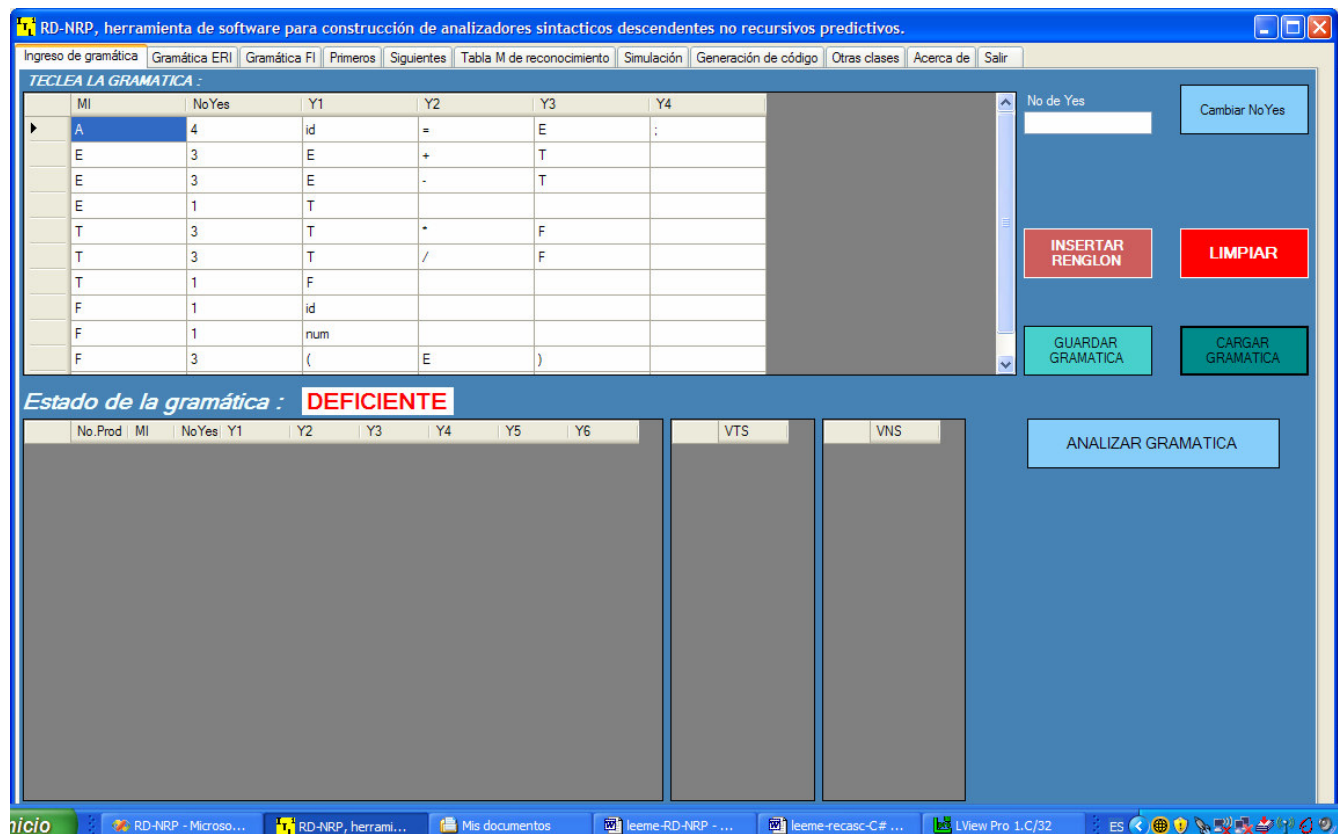 RD-NRP, herramienta de software para construcción de analizadores sintacticos descendentes no recursivos predictivos.
Ingreso de gramática Gramática ERI Gramática FI Primeros Siguientes Tabla M de reconocimiento Simulación Generación de código Otras clases Acerca de Salir
TECLEA LA GRAMATICA :
MI NoYes Y1 Y2 Y3 Y4
A 4 id = E ;
E 3 E + T
E 3 E - T
E 1 T
T 3 T * F
T 3 T / F
T 1 F
F 1 id
F 1 num
F 3 ( E )
No de Yes
Cambiar NoYes
INSERTAR RENGLON
LIMPIAR
GUARDAR GRAMATICA
CARGAR GRAMATICA
Estado de la gramática : DEFICIENTE
No.Prod MI NoYes Y1 Y2 Y3 Y4 Y5 Y6
VTS
VNS
ANALIZAR GRAMATICA
nicio RD-NRP - Microso... RD-NRP, herrami... Mis documentos leeme-RD-NRP - ... leeme-recasc-C# ... LView Pro 1.C/32 ES